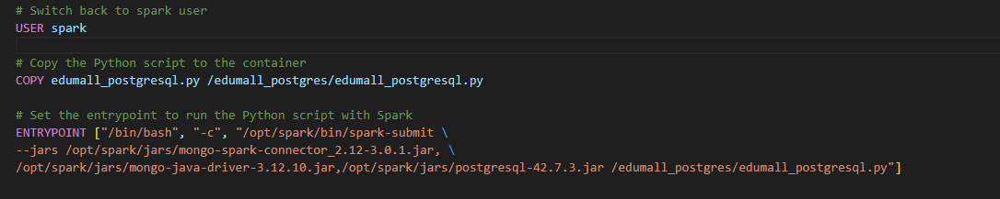 # Switch back to spark user
USER spark
# Copy the Python script to the container
COPY edumall_postgresql.py /edumall_postgres/edumall_postgresql.py
# Set the entrypoint to run the Python script with Spark
ENTRYPOINT ["/bin/bash", "-c", "/opt/spark/bin/spark-submit \
--jars /opt/spark/jars/mongo-spark-connector_2.12-3.0.1.jar, \
/opt/spark/jars/mongo-java-driver-3.12.10.jar,/opt/spark/jars/postgresql-42.7.3.jar /edumall_postgres/edumall_postgresql.py"]